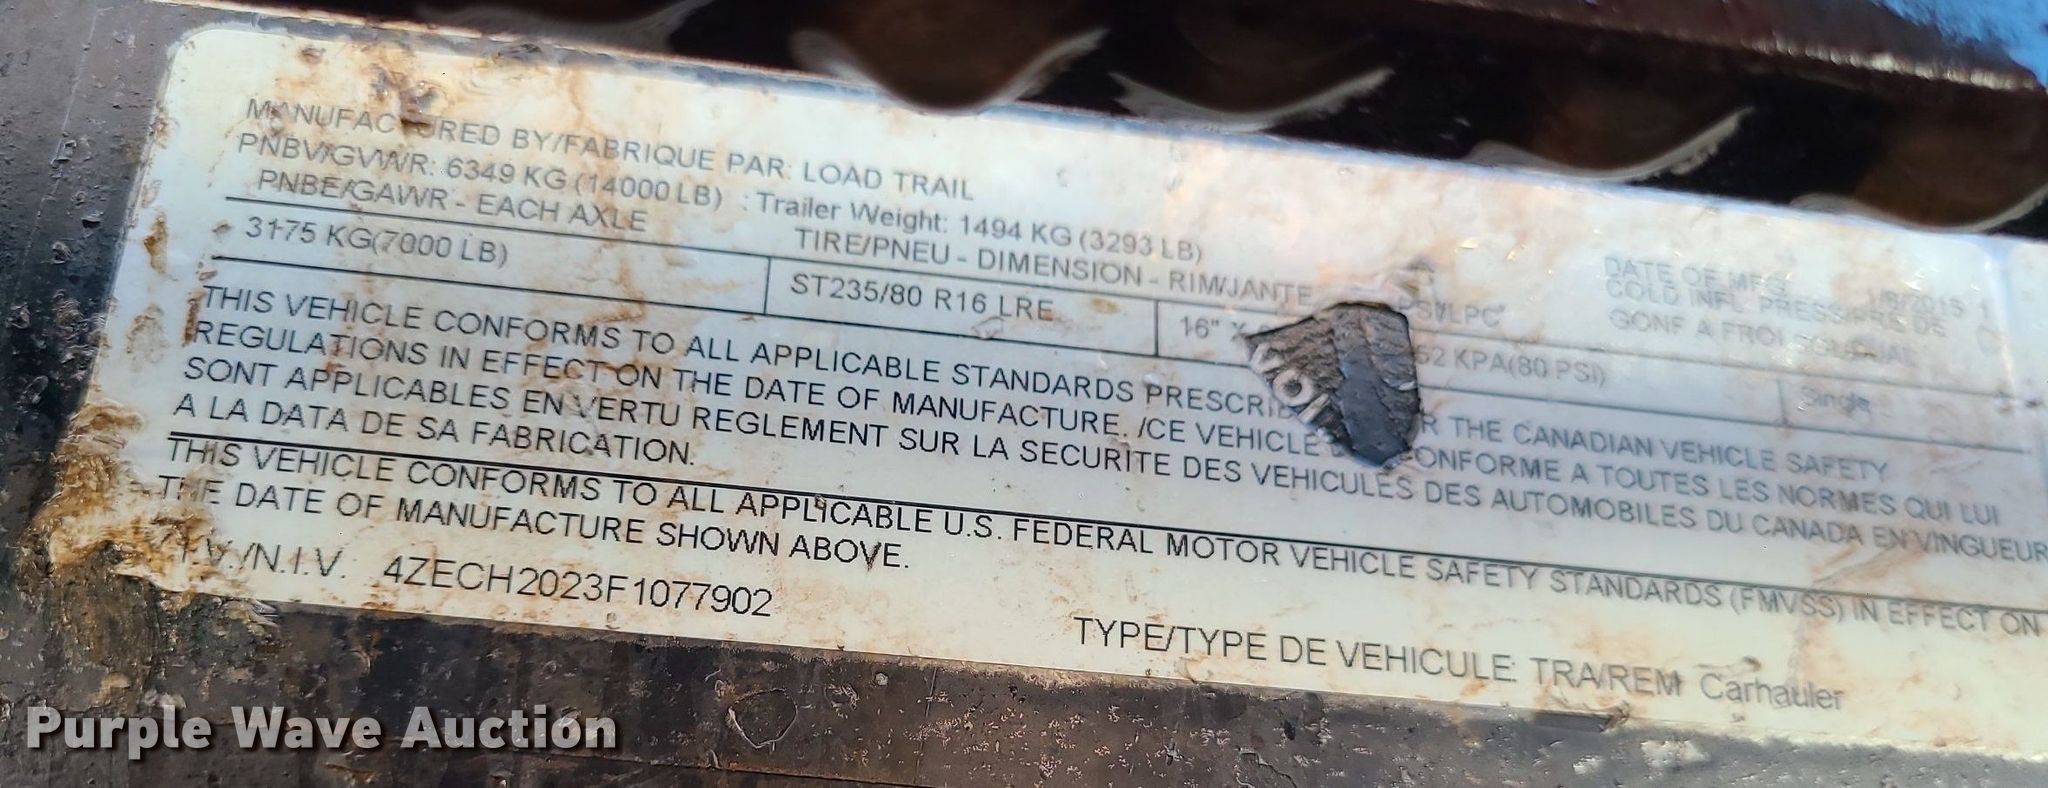 MANUFACTURED BY/FABRIQUE PAR: LOAD TRAIL
DATE OF MFG.
PNBV/GVWR: 6349 KG (14000 LB) : Trailer Weight: 1494 KG (3293 LB)
COLD INFL. PRESS
PNBE/GAWR - EACH AXLE TIRE/PNEU - DIMENSION - RIM/JANTE
GONF A FROI
3175 KG(7000 LB) ST235/80 R16 LRE 16" X KPA(80 PSI) Single
THIS VEHICLE CONFORMS TO ALL APPLICABLE STANDARDS PRESCRI R THE CANADIAN VEHICLE SAFETY
REGULATIONS IN EFFECT ON THE DATE OF MANUFACTURE. /CE VEHICLE CONFORME A TOUTES LES NORMES QUI LUI
SONT APPLICABLES EN VERTU REGLEMENT SUR LA SECURITE DES VEHICULES DES AUTOMOBILES DU CANADA EN VINGUEUR
A LA DATA DE SA FABRICATION.
THIS VEHICLE CONFORMS TO ALL APPLICABLE U.S. FEDERAL MOTOR VEHICLE SAFETY STANDARDS (FMVSS) IN EFFECT ON
THE DATE OF MANUFACTURE SHOWN ABOVE.
V./N.I.V. 4ZECH2023F1077902
TYPE/TYPE DE VEHICULE: TRA/REM Carhauler
Purple Wave Auction